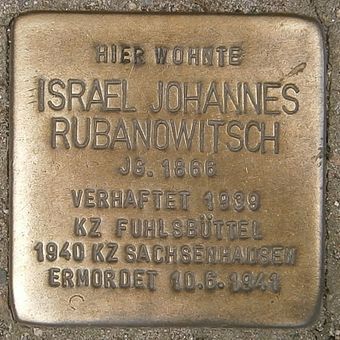 HIER WOHNTE
ISRAEL JOHANNES
RUBANOWITSCH
JG. 1866
VERHAFTET 1939
KZ FUHLSBÜTTEL
1940 KZ SACHSENHAUSEN
ERMORDET 10.6.1941